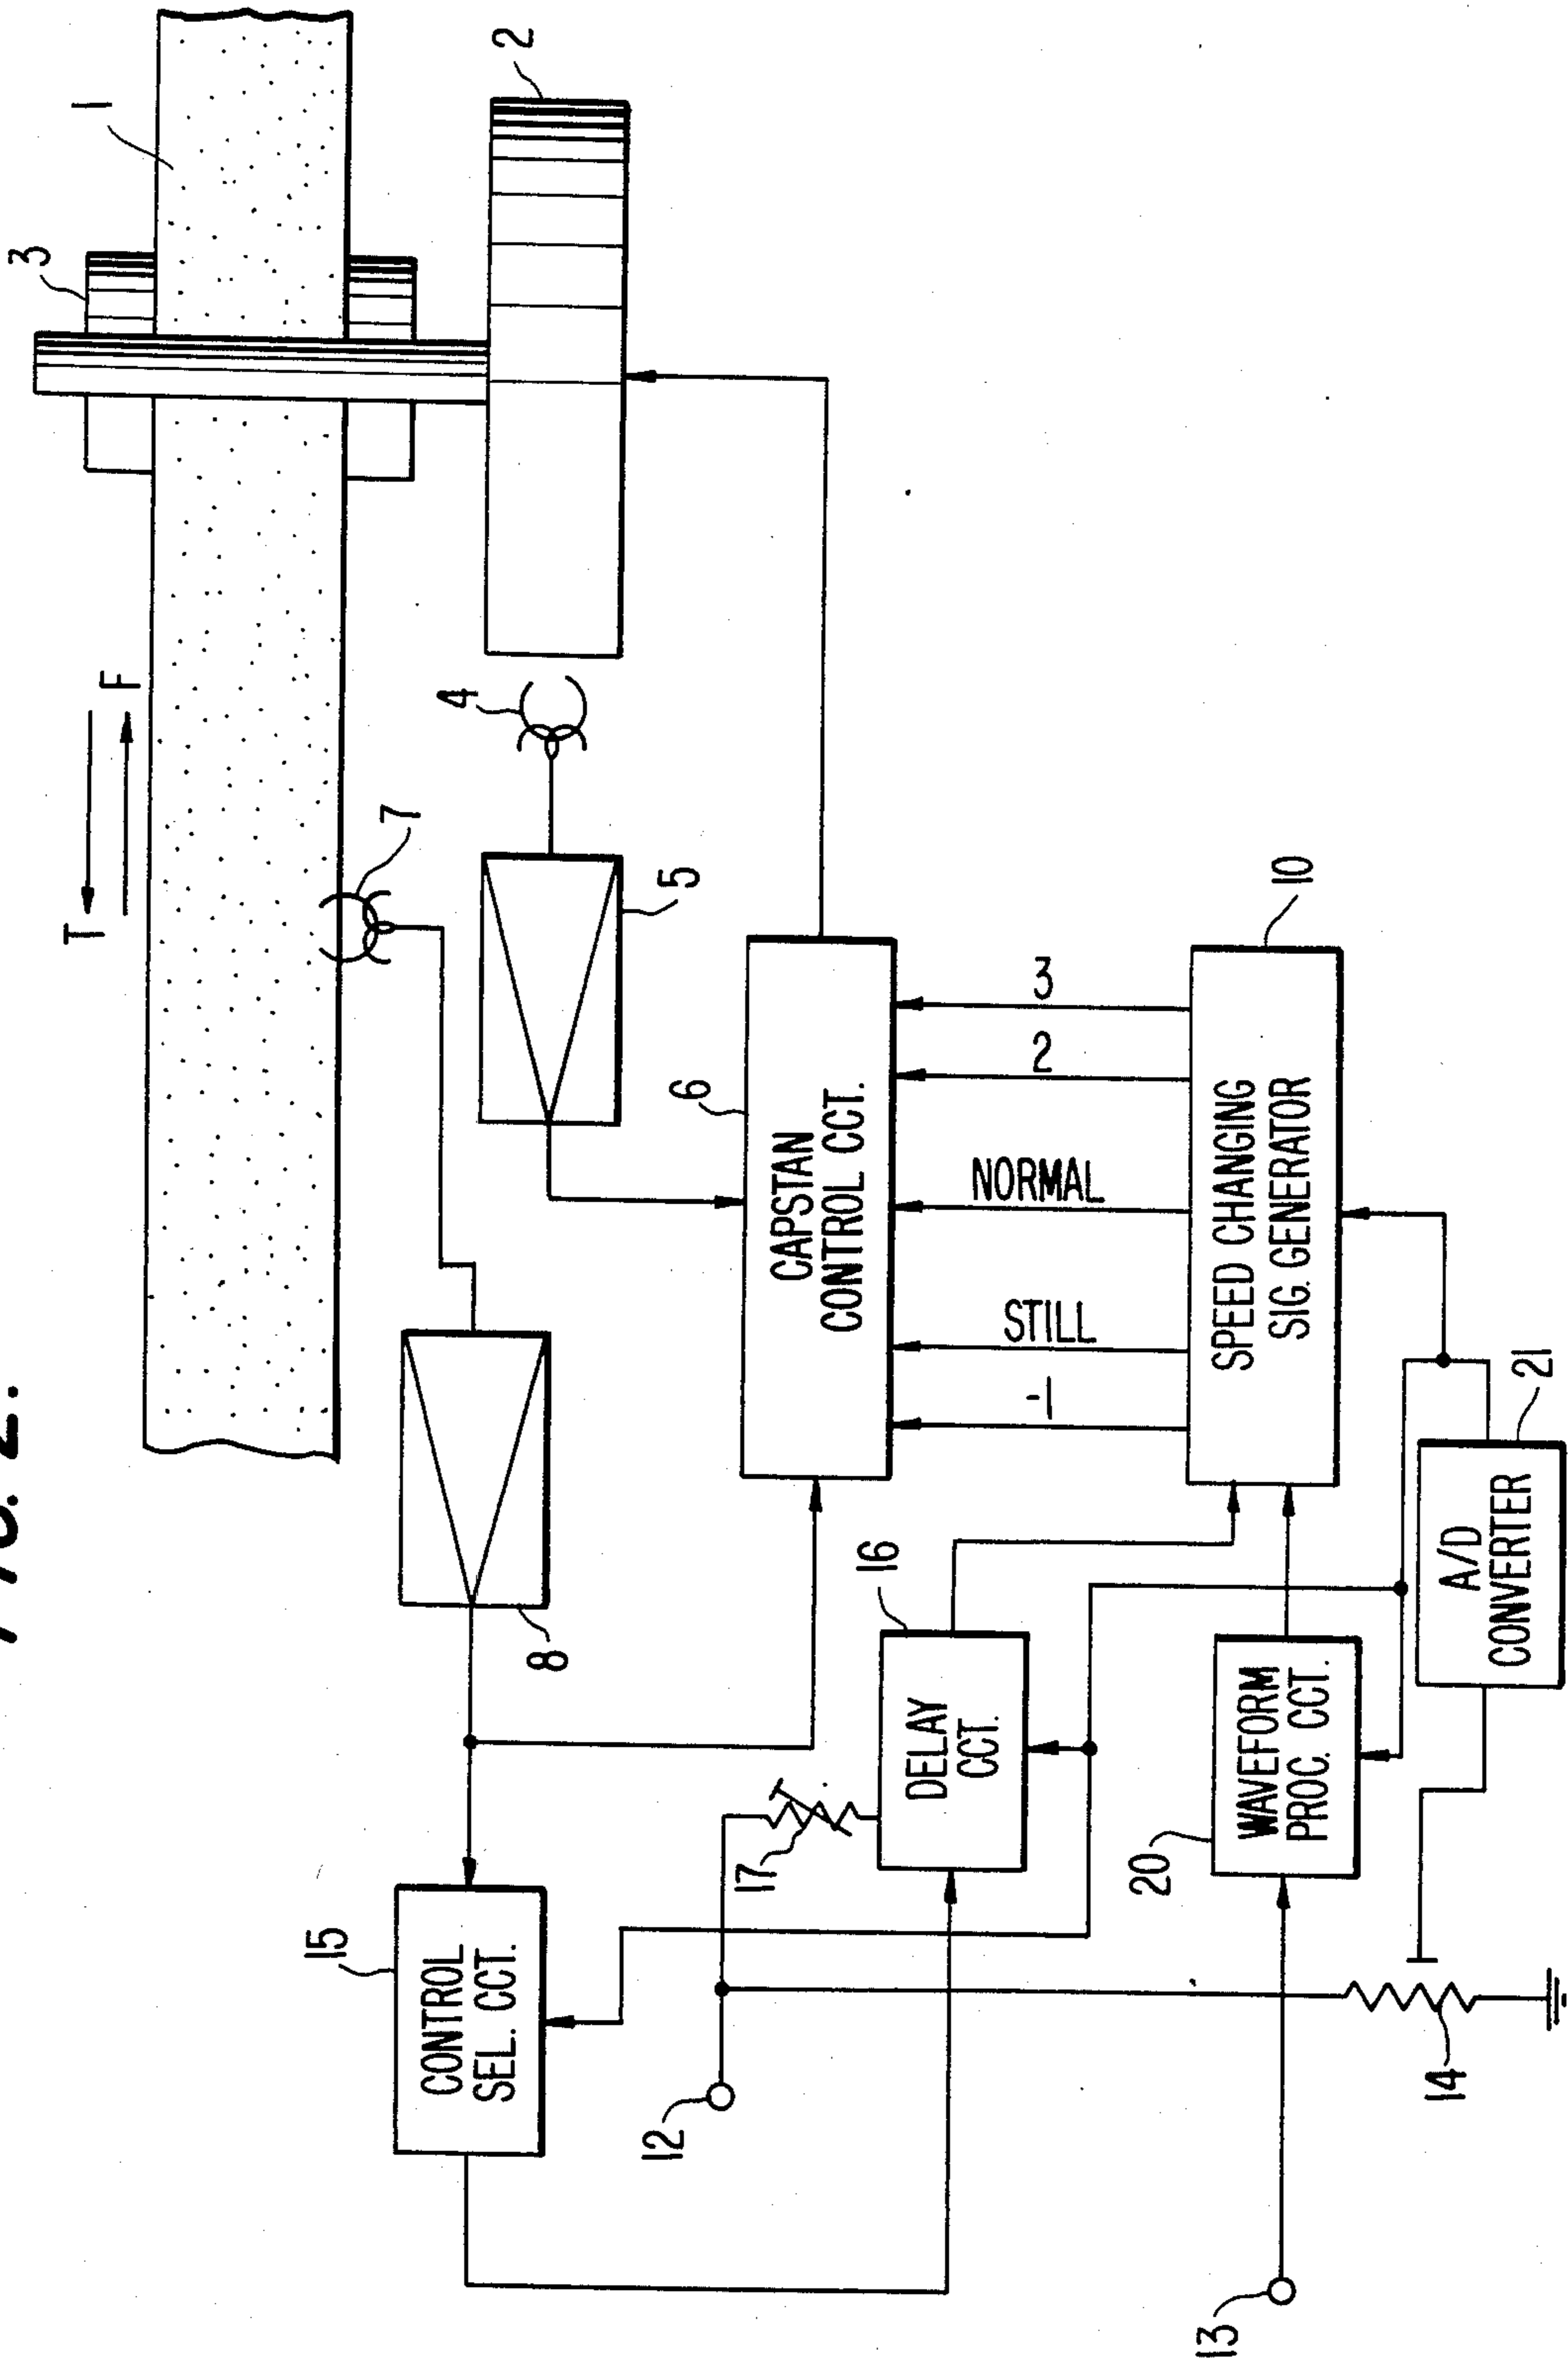 FIG. 2.
1
2
3
T
F
4
7
5
8
6
CAPSTAN
CONTROL CCT.
-1
STILL
NORMAL
2
3
10
SPEED CHANGING
SIG. GENERATOR
15
CONTROL
SEL. CCT.
16
DELAY
CCT.
17
12
20
WAVEFORM
PROC. CCT.
21
A/D
CONVERTER
14
13